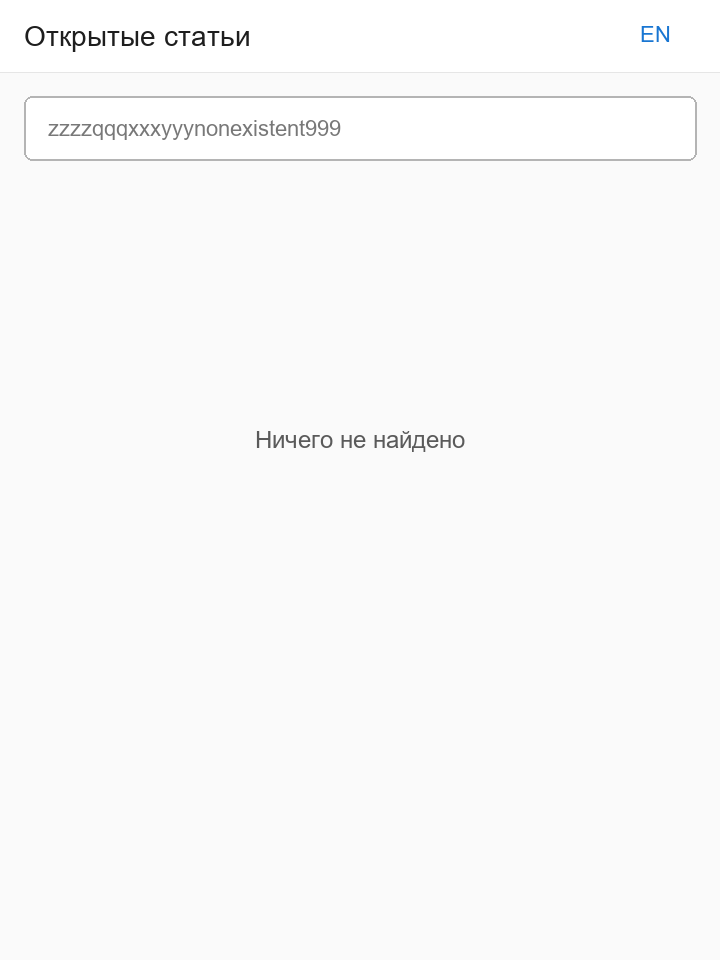 Открытые статьи
EN
zzzzqqqxxxyyynonexistent999
Ничего не найдено